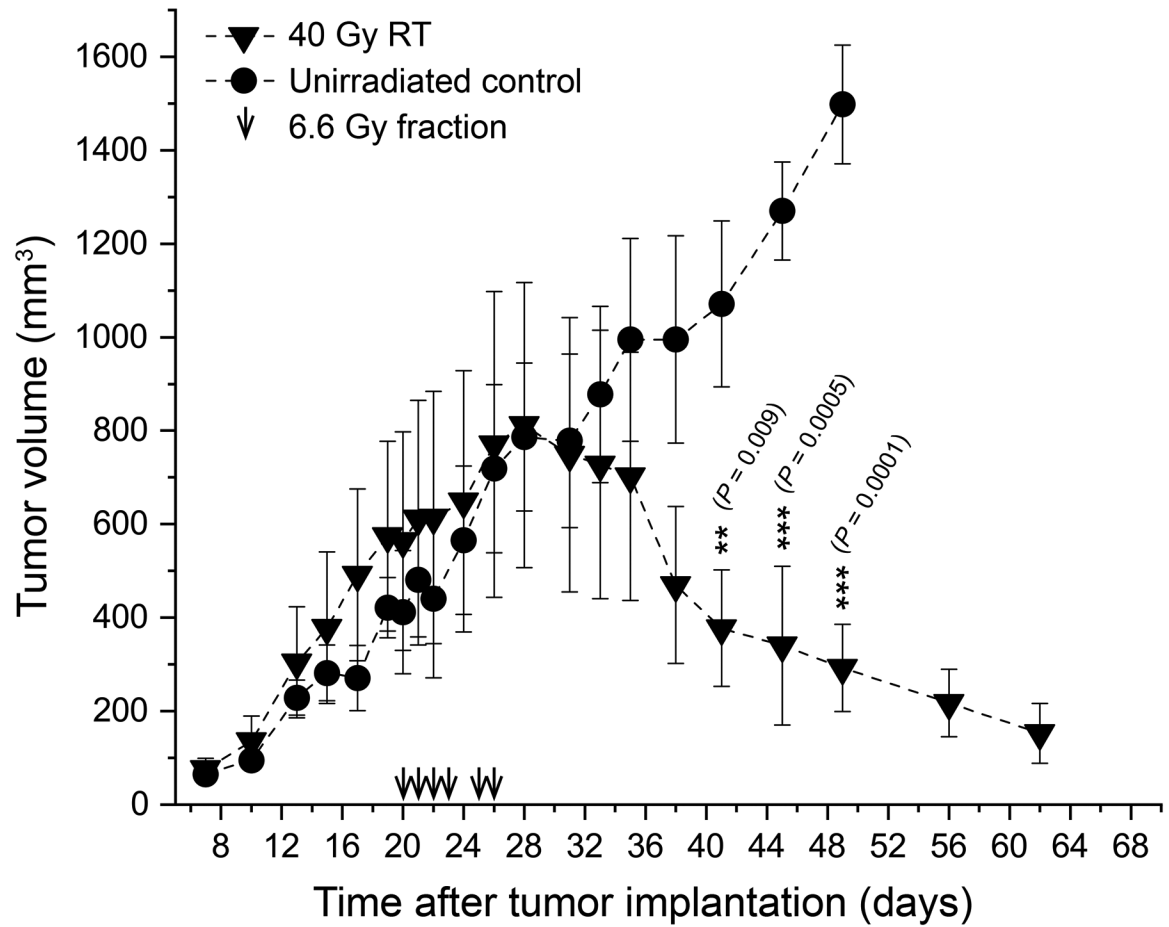 40 Gy RT
Unirradiated control
6.6 Gy fraction
Tumor volume (mm³)
1600
1400
1200
1000
800
600
400
200
0
** (P = 0.009)
*** (P = 0.0005)
*** (P = 0.0001)
8 12 16 20 24 28 32 36 40 44 48 52 56 60 64 68
Time after tumor implantation (days)